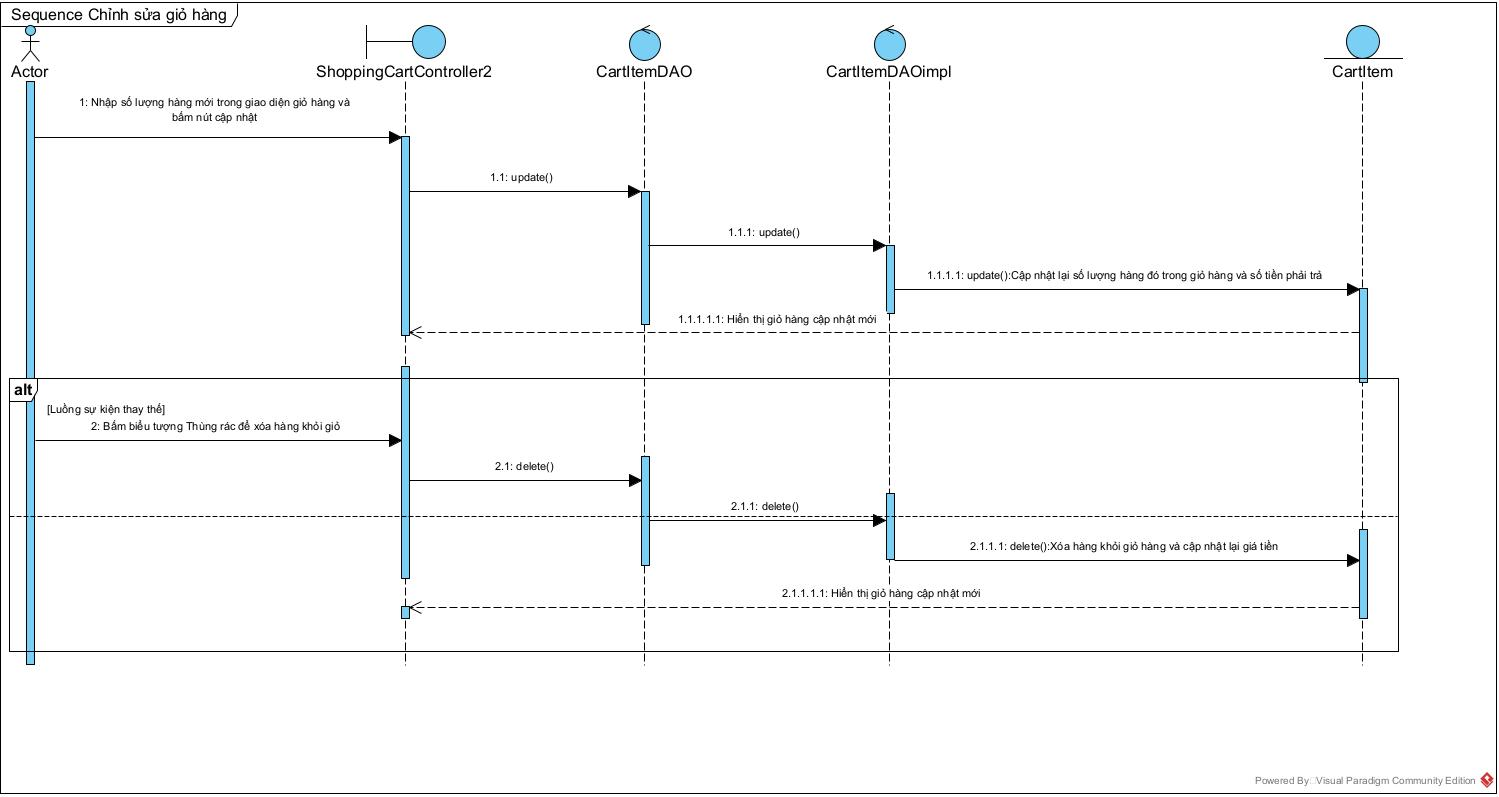 Sequence Chỉnh sửa giỏ hàng
Actor
ShoppingCartController2
CartItemDAO
CartItemDAOimpl
CartItem
1: Nhập số lượng hàng mới trong giao diện giỏ hàng và
bấm nút cập nhật
1.1: update()
1.1.1: update()
1.1.1.1: update():Cập nhật lại số lượng hàng đó trong giỏ hàng và số tiền phải trả
1.1.1.1.1: Hiển thị giỏ hàng cập nhật mới
alt
[Luồng sự kiện thay thế]
2: Bấm biểu tượng Thùng rác để xóa hàng khỏi giỏ
2.1: delete()
2.1.1: delete()
2.1.1.1: delete():Xóa hàng khỏi giỏ hàng và cập nhật lại giá tiền
2.1.1.1.1: Hiển thị giỏ hàng cập nhật mới
Powered By Visual Paradigm Community Edition